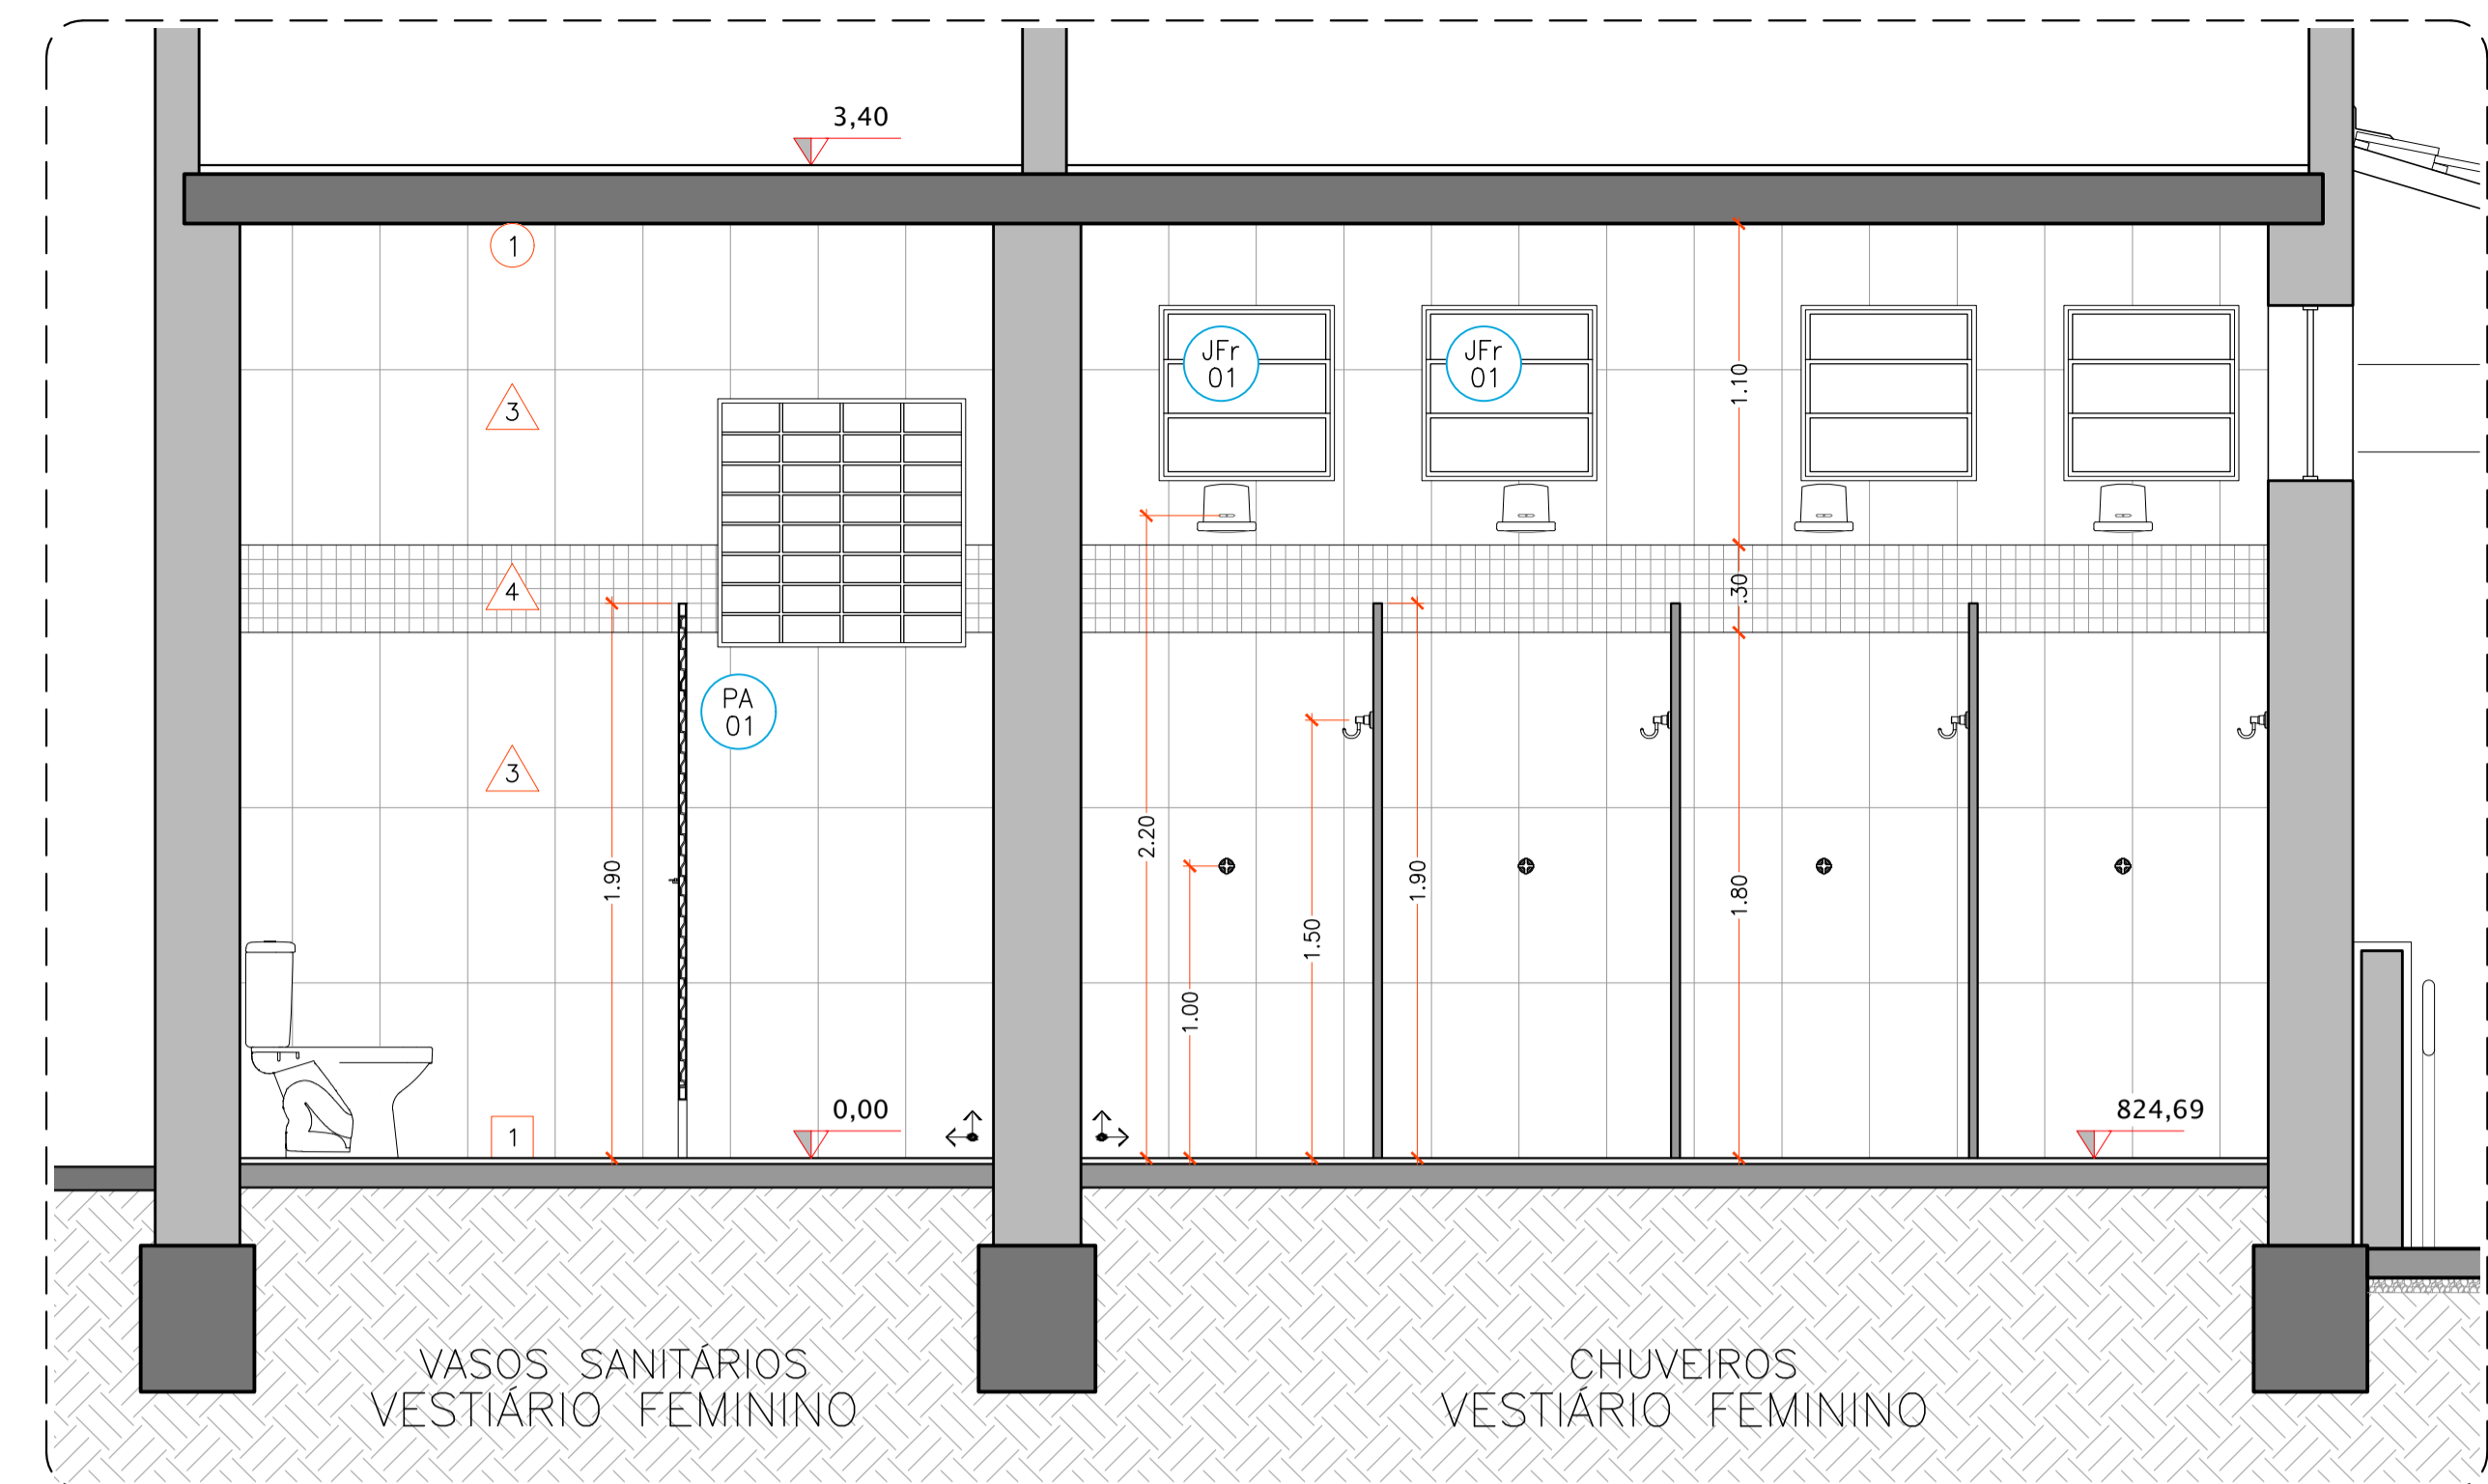 3,40
1
JFr
01
JFr
01
1.10
3
4
.30
PA
01
3
2.20
1.90
1.90
1.80
1.50
1.00
0,00
824,69
1
VASOS SANITÁRIOS
VESTIÁRIO FEMININO
CHUVEIROS
VESTIÁRIO FEMININO